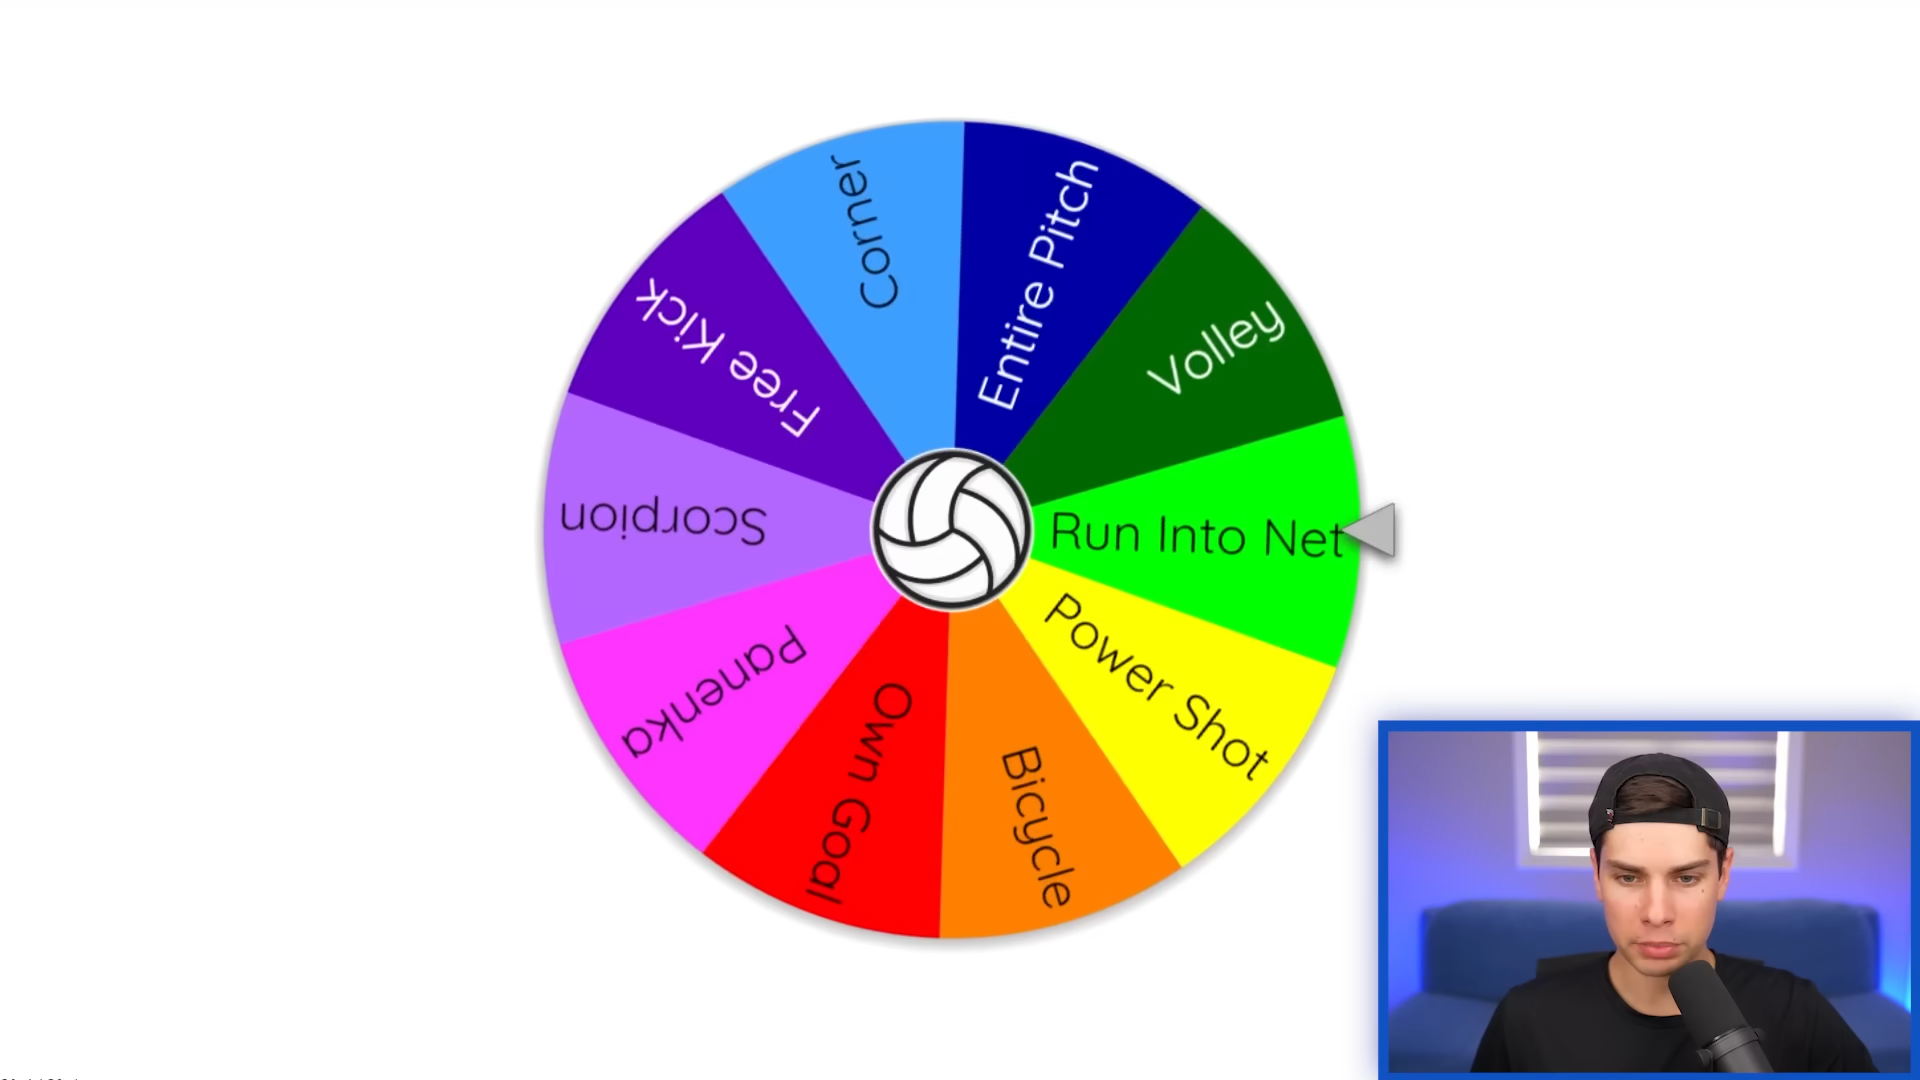 Corner
Entire Pitch
Free Kick
Volley
Scorpion
Run Into Net
Panenka
Power Shot
Own Goal
Bicycle